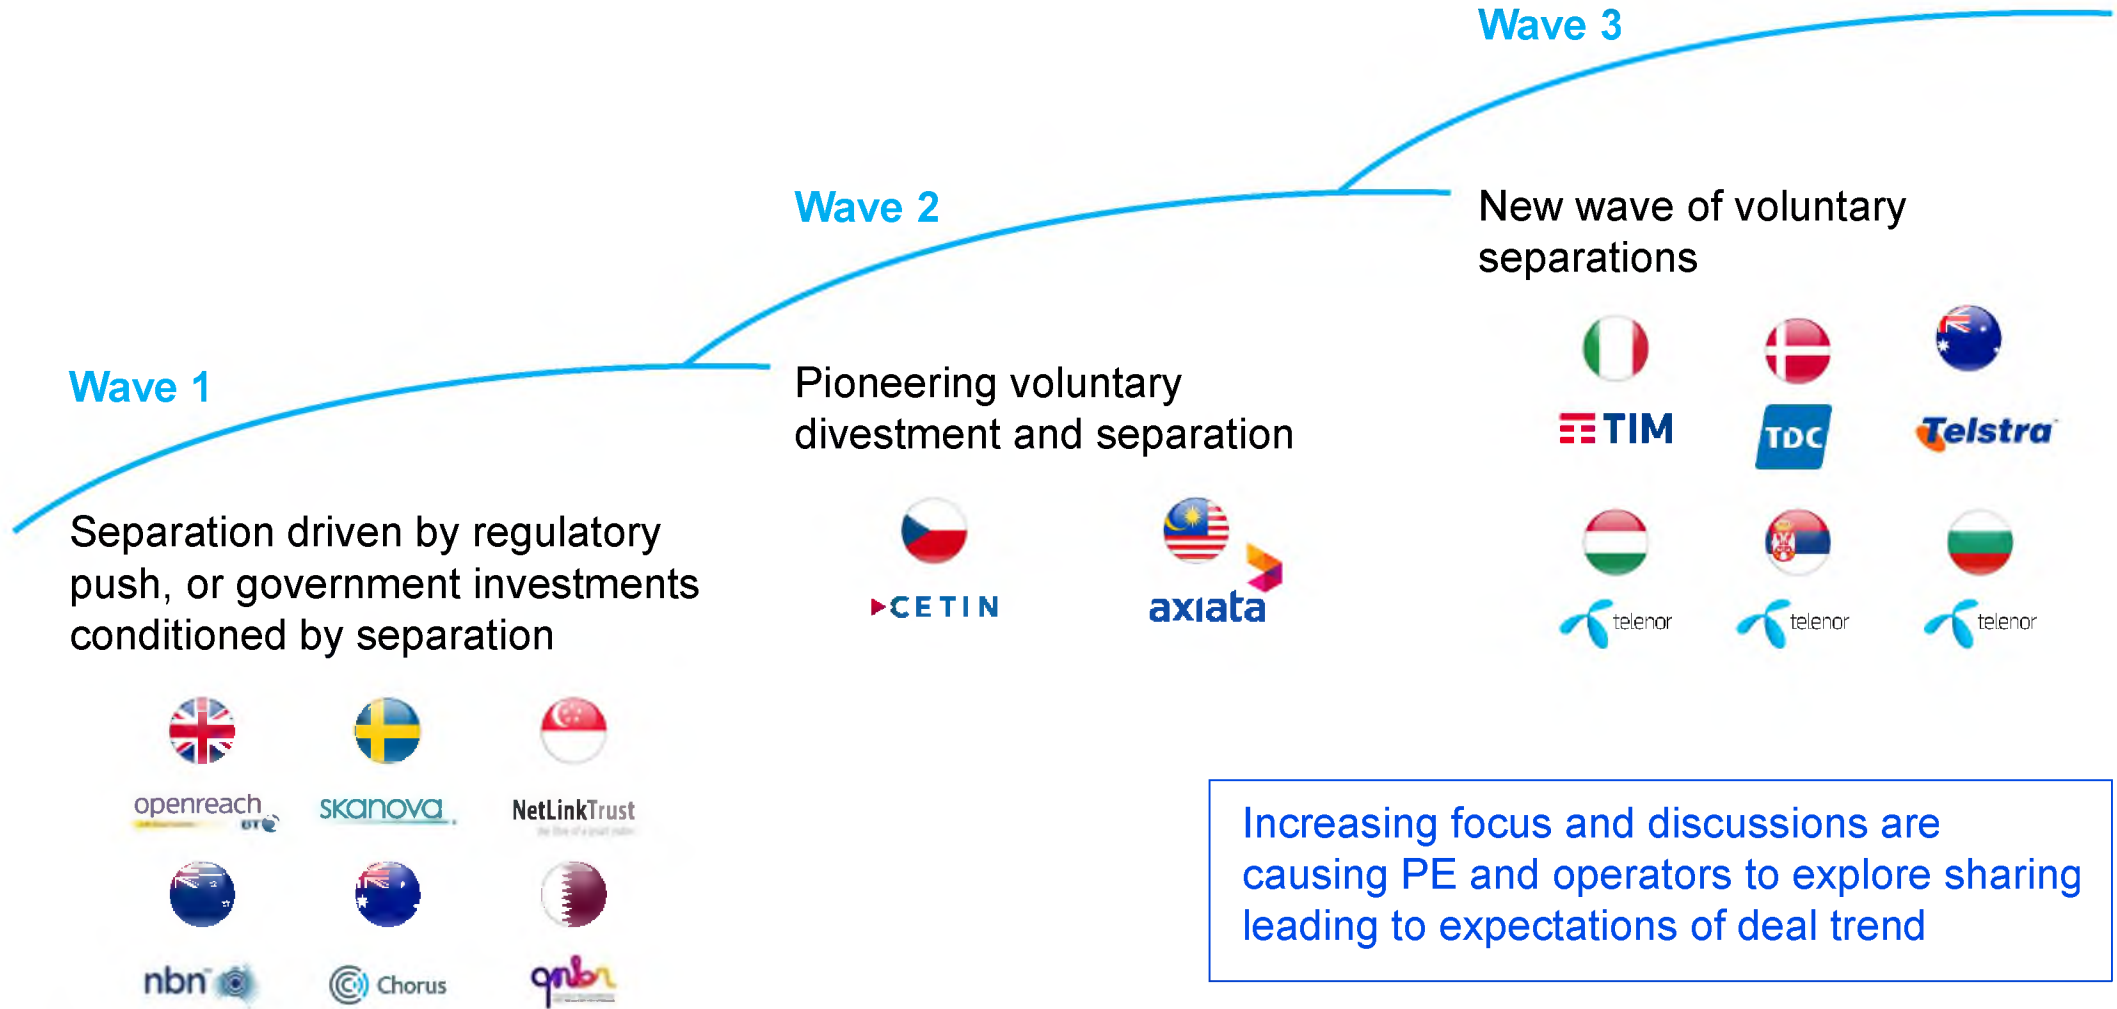 Wave 1
Separation driven by regulatory
push, or government investments
conditioned by separation
openreach
BT
skanova
NetLinkTrust
nbn™
Chorus
qnbn
Wave 2
Pioneering voluntary
divestment and separation
CETIN
axiata
Wave 3
New wave of voluntary
separations
TIM
TDC
Telstra
telenor
telenor
telenor
Increasing focus and discussions are
causing PE and operators to explore sharing
leading to expectations of deal trend